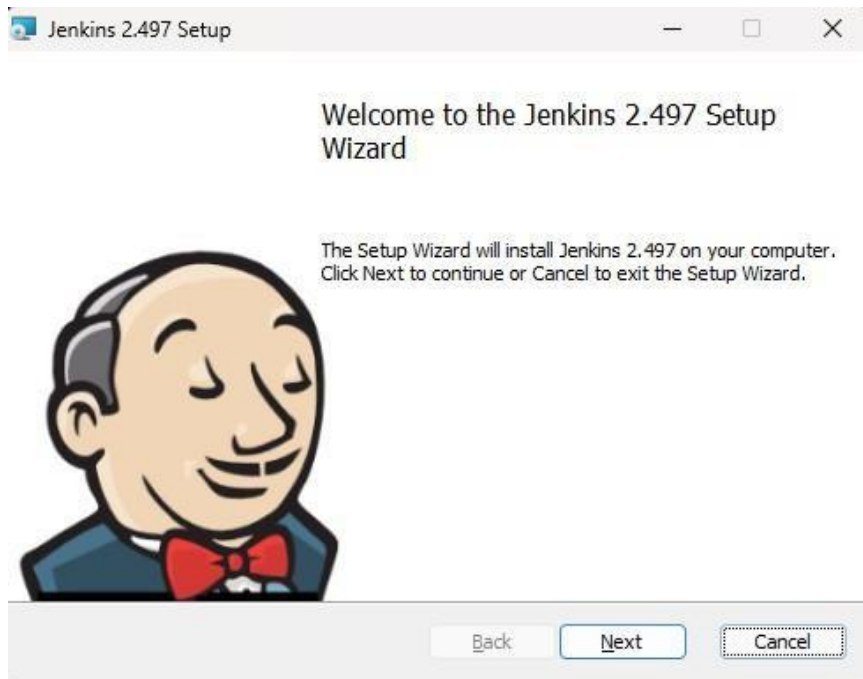 Jenkins 2.497 Setup
Welcome to the Jenkins 2.497 Setup
Wizard
The Setup Wizard will install Jenkins 2.497 on your computer.
Click Next to continue or Cancel to exit the Setup Wizard.
Back Next Cancel